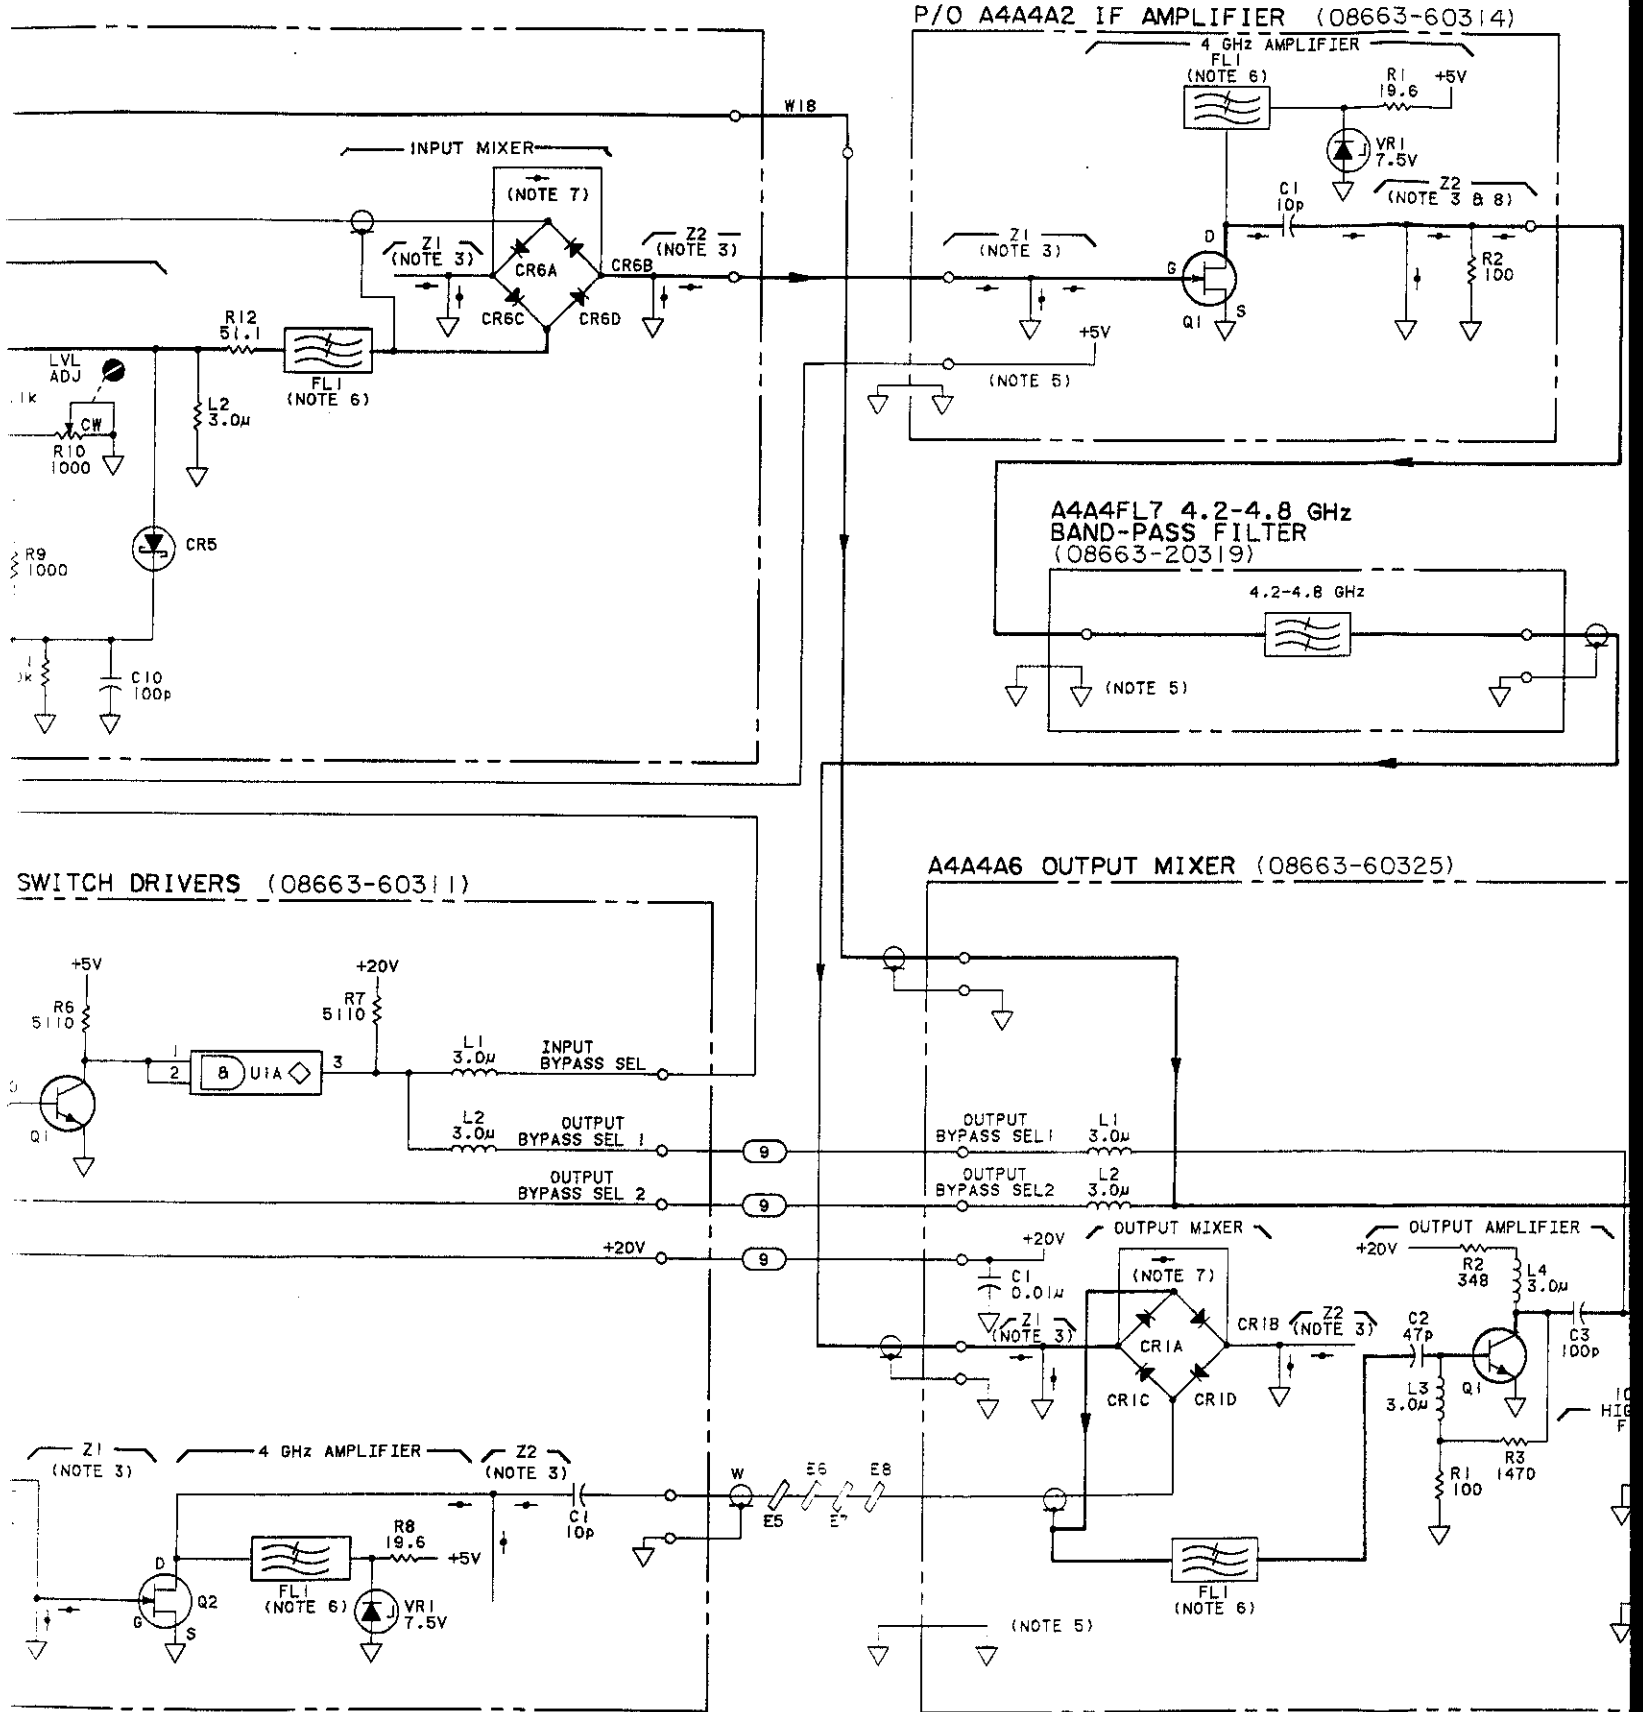 P/O A4A4A2 IF AMPLIFIER (08663-60314)
4 GHz AMPLIFIER
FL1
(NOTE 6)
R1
19.6
+5V
VR1
7.5V
W18
INPUT MIXER
(NOTE 7)
Z1
(NOTE 3)
CR6A
CR6B
CR6C
CR6D
Z2
(NOTE 3)
Z1
(NOTE 3)
C1
10p
Z2
(NOTE 3 & 8)
D
G
S
Q1
R2
100
+5V
(NOTE 5)
R12
51.1
FL1
(NOTE 6)
LVL
ADJ
.1k
CW
R10
1000
L2
3.0µ
R9
1000
CR5
C10
100p
A4A4FL7 4.2-4.8 GHz
BAND-PASS FILTER
(08663-20319)
4.2-4.8 GHz
(NOTE 5)
SWITCH DRIVERS (08663-60311)
A4A4A6 OUTPUT MIXER (08663-60325)
+5V
R6
5110
+20V
R7
5110
1
2
& U1A
3
Q1
L1
3.0µ
INPUT
BYPASS SEL
L2
3.0µ
OUTPUT
BYPASS SEL 1
9
OUTPUT
BYPASS SEL1
L1
3.0µ
OUTPUT
BYPASS SEL 2
9
OUTPUT
BYPASS SEL2
L2
3.0µ
+20V
9
+20V
C1
0.01µ
OUTPUT MIXER
(NOTE 7)
Z1
(NOTE 3)
CR1A
CR1B
CR1C
CR1D
Z2
(NOTE 3)
OUTPUT AMPLIFIER
+20V
R2
348
L4
3.0µ
C2
47p
C3
100p
Q1
L3
3.0µ
R3
1470
R1
100
HIG
F
Z1
(NOTE 3)
4 GHz AMPLIFIER
Z2
(NOTE 3)
C1
10p
W
E5
E6
E7
E8
R8
19.6
+5V
FL1
(NOTE 6)
VR1
7.5V
D
G
S
Q2
FL1
(NOTE 6)
(NOTE 5)